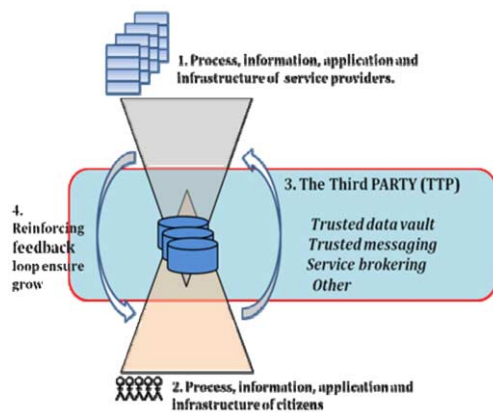 1. Process, information, application and
infrastructure of service providers.
3. The Third PARTY (TTP)
Trusted data vault
Trusted messaging
Service brokering
Other
4.
Reinforcing
feedback
loop ensure
grow
2. Process, information, application and
infrastructure of citizens